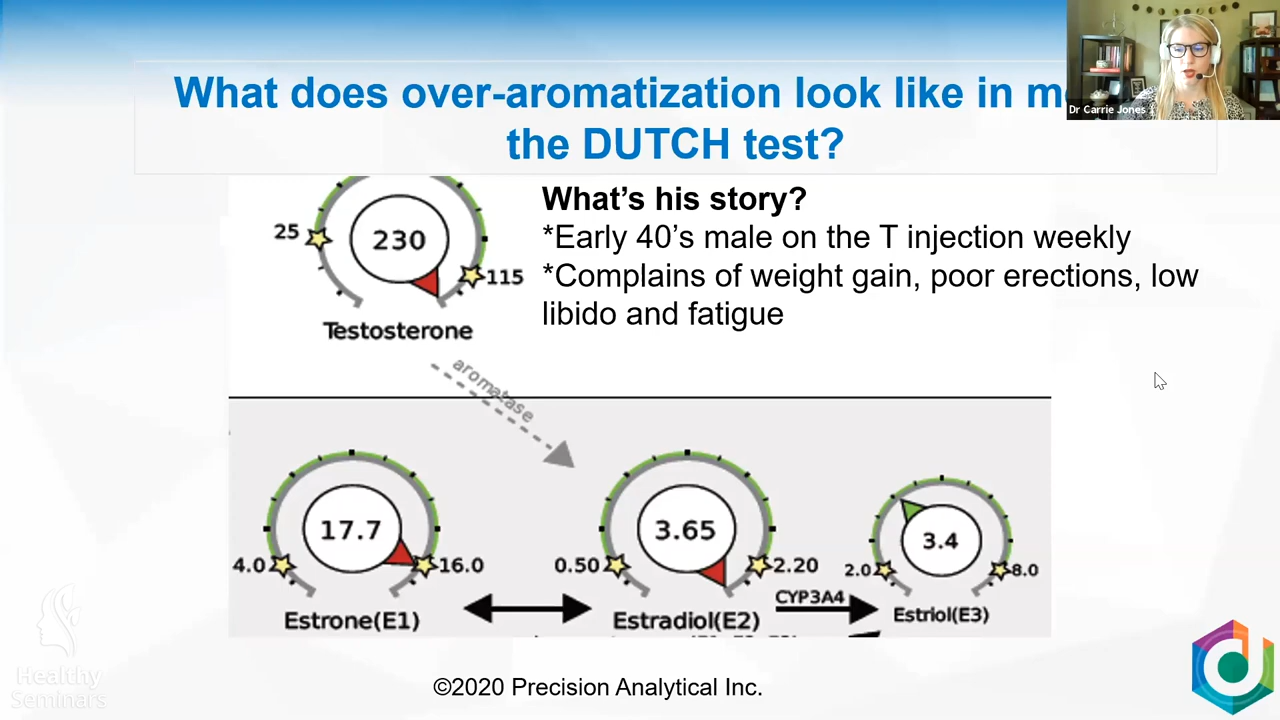 What does over-aromatization look like in m
the DUTCH test?
Dr Carrie Jones
What's his story?
*Early 40's male on the T injection weekly
*Complains of weight gain, poor erections, low
libido and fatigue
25
230
115
Testosterone
aromatase
4.0
17.7
16.0
Estrone(E1)
0.50
3.65
2.20
Estradiol(E2)
CYP3A4
2.0
3.4
8.0
Estriol(E3)
Healthy
Seminars
©2020 Precision Analytical Inc.